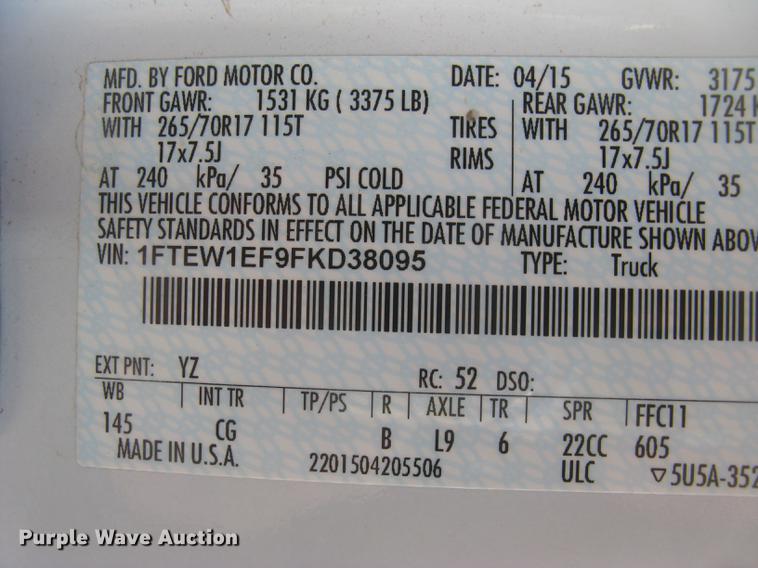 MFD. BY FORD MOTOR CO. DATE: 04/15 GVWR: 3175
FRONT GAWR: 1531 KG ( 3375 LB) REAR GAWR: 1724 K
WITH 265/70R17 115T TIRES WITH 265/70R17 115T
17x7.5J RIMS 17x7.5J
AT 240 kPa/ 35 PSI COLD AT 240 kPa/ 35
THIS VEHICLE CONFORMS TO ALL APPLICABLE FEDERAL MOTOR VEHICLE
SAFETY STANDARDS IN EFFECT ON THE DATE OF MANUFACTURE SHOWN ABOV
VIN: 1FTEW1EF9FKD38095 TYPE: Truck
EXT PNT: YZ RC: 52 DSO:
WB INT TR TP/PS R AXLE TR SPR FFC11
145 CG B L9 6 22CC 605
MADE IN U.S.A. 2201504205506 ULC ▽5U5A-352
Purple Wave Auction